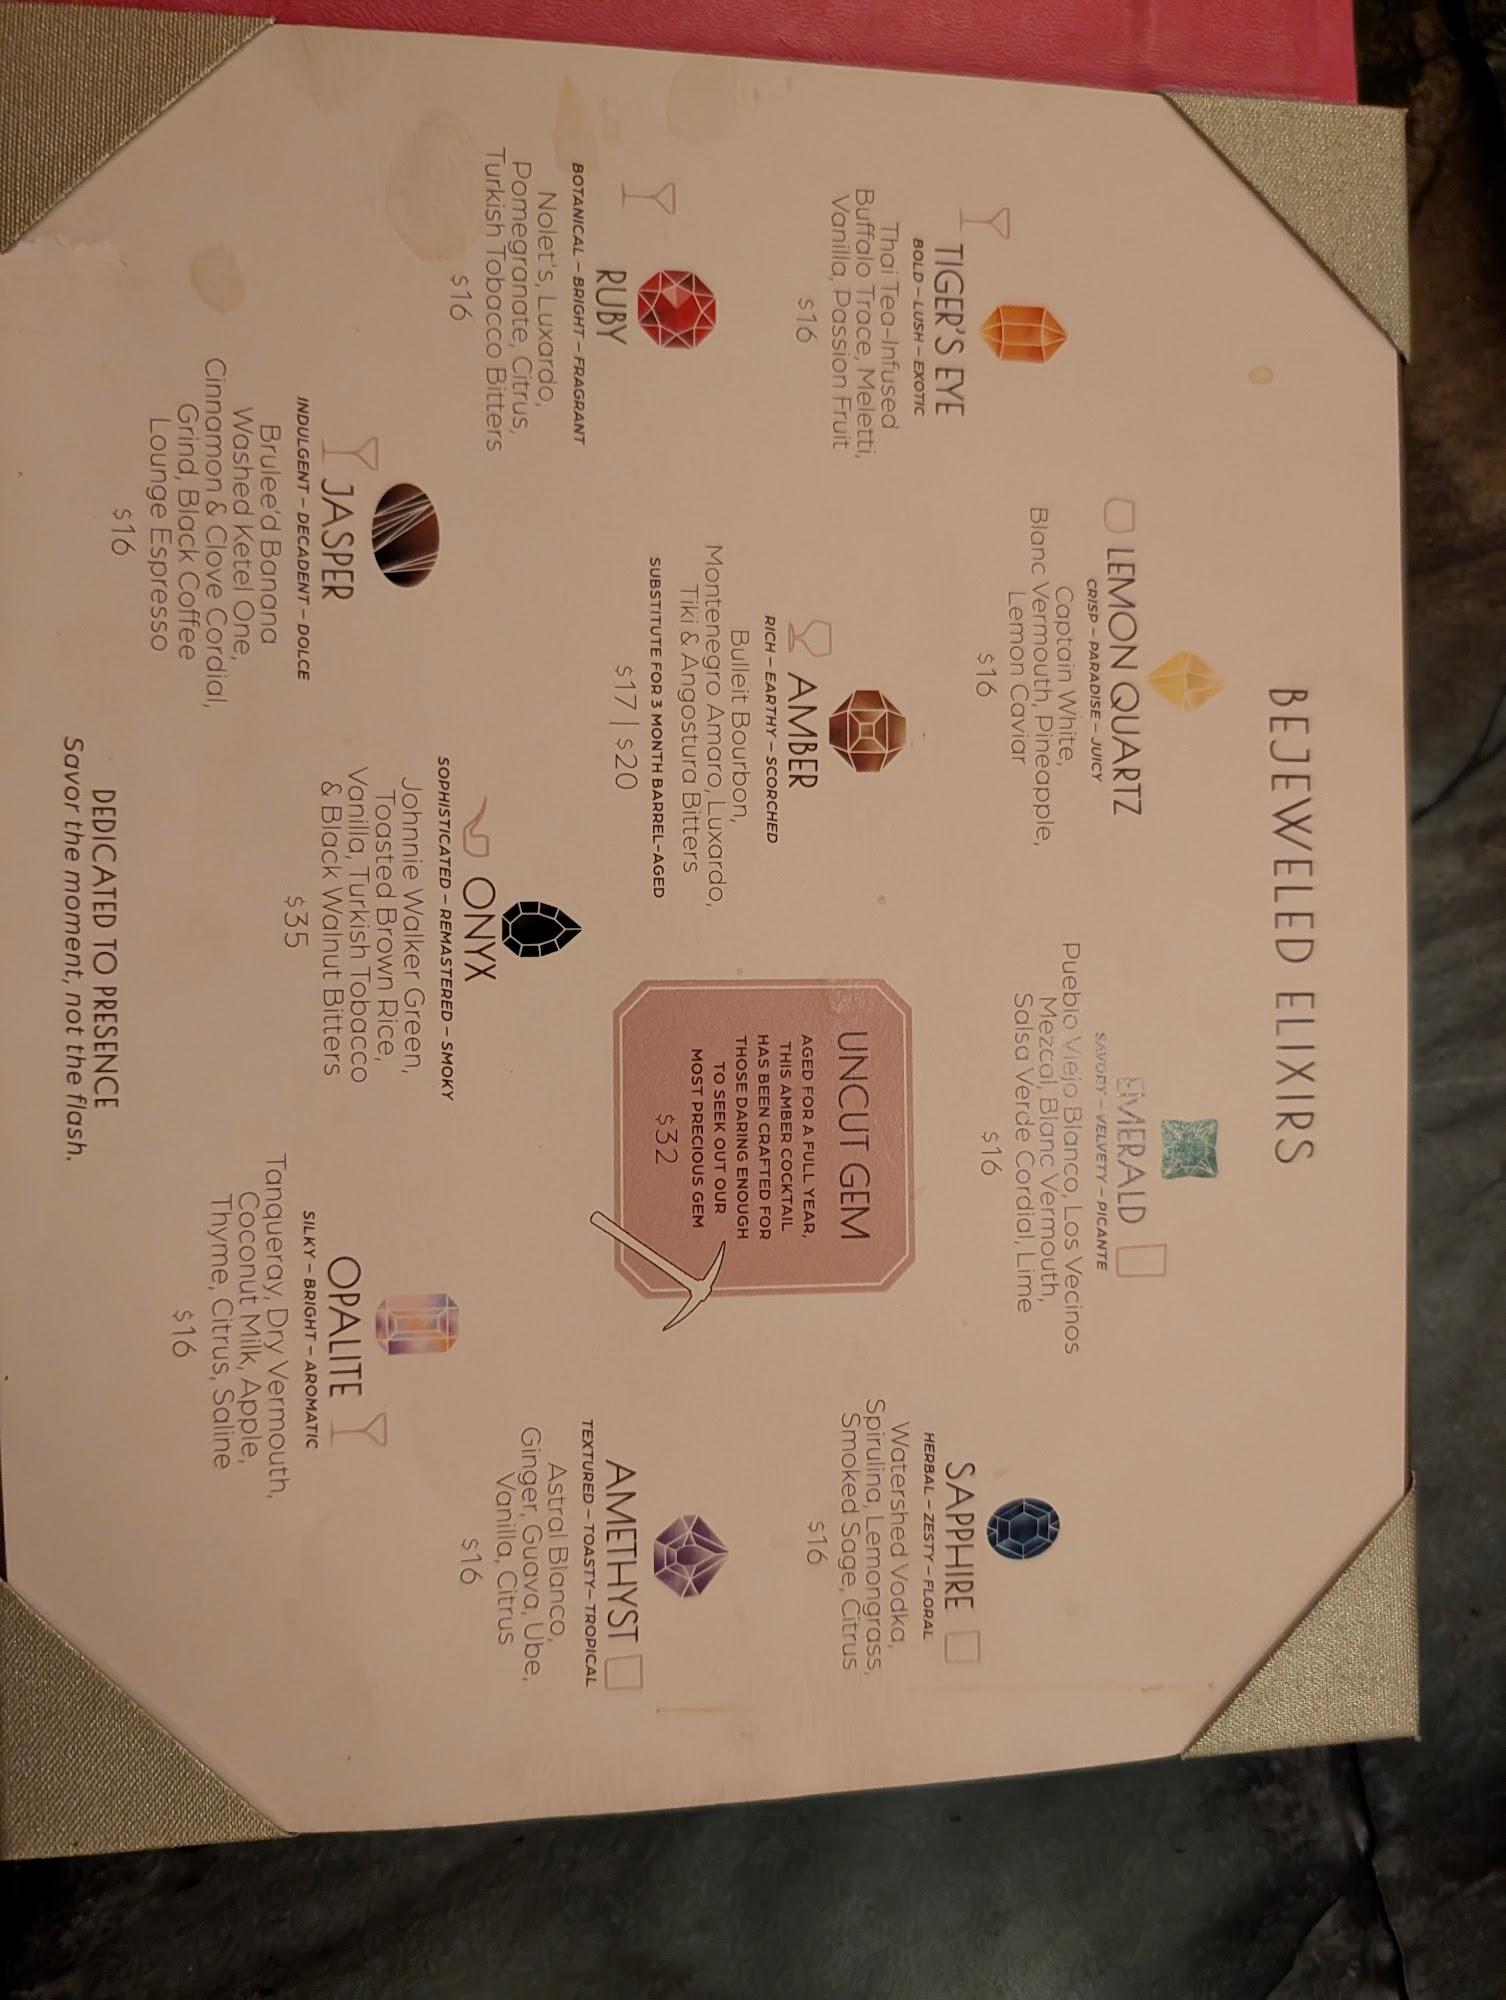 BEJEWELED ELIXIRS
LEMON QUARTZ
CRISP – PARADISE – JUICY
Captain White,
Blanc Vermouth, Pineapple,
Lemon Caviar
$16
EMERALD
SAVORY – VELVETY – PICANTE
Pueblo Viejo Blanco, Los Vecinos
Mezcal, Blanc Vermouth,
Salsa Verde Cordial, Lime
$16
TIGER'S EYE
BOLD – LUSH – EXOTIC
Thai Tea-Infused
Buffalo Trace, Meletti,
Vanilla, Passion Fruit
$16
AMBER
RICH – EARTHY – SCORCHED
Bulleit Bourbon,
Montenegro Amaro, Luxardo,
Tiki & Angostura Bitters
SUBSTITUTE FOR 3 MONTH BARREL-AGED
$17 | $20
UNCUT GEM
AGED FOR A FULL YEAR,
THIS AMBER COCKTAIL
HAS BEEN CRAFTED FOR
THOSE DARING ENOUGH
TO SEEK OUT OUR
MOST PRECIOUS GEM
$32
SAPPHIRE
HERBAL – ZESTY – FLORAL
Watershed Vodka,
Spirulina, Lemongrass,
Smoked Sage, Citrus
$16
RUBY
BOTANICAL – BRIGHT – FRAGRANT
Nolet's, Luxardo,
Pomegranate, Citrus,
Turkish Tobacco Bitters
$16
AMETHYST
TEXTURED – TOASTY – TROPICAL
Astral Blanco,
Ginger, Guava, Ube,
Vanilla, Citrus
$16
JASPER
INDULGENT – DECADENT – DOLCE
Brulee'd Banana
Washed Ketel One,
Cinnamon & Clove Cordial,
Grind, Black Coffee
Lounge Espresso
$16
ONYX
SOPHISTICATED – REMASTERED – SMOKY
Johnnie Walker Green,
Toasted Brown Rice,
Vanilla, Turkish Tobacco
& Black Walnut Bitters
$35
OPALITE
SILKY – BRIGHT – AROMATIC
Tanqueray, Dry Vermouth,
Coconut Milk, Apple,
Thyme, Citrus, Saline
$16
DEDICATED TO PRESENCE
Savor the moment, not the flash.